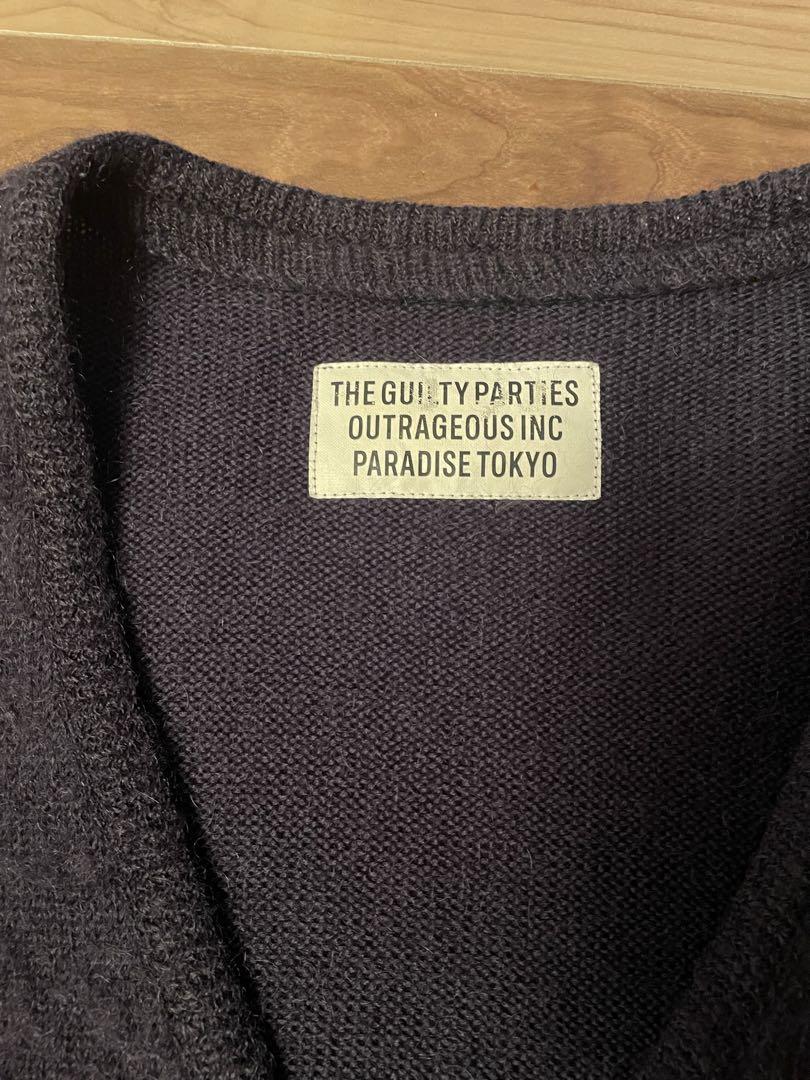 THE GUILTY PARTIES
OUTRAGEOUS INC
PARADISE TOKYO